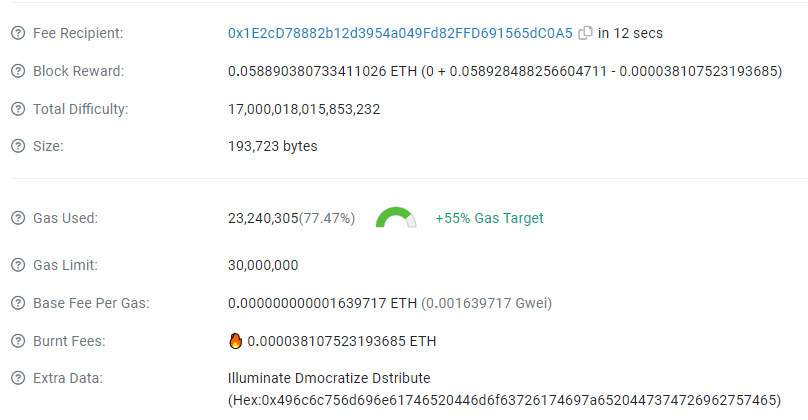 Fee Recipient: 0x1E2cD78882b12d3954a049Fd82FFD691565dC0A5 in 12 secs
Block Reward: 0.058890380733411026 ETH (0 + 0.058928488256604711 - 0.000038107523193685)
Total Difficulty: 17,000,018,015,853,232
Size: 193,723 bytes
Gas Used: 23,240,305(77.47%) +55% Gas Target
Gas Limit: 30,000,000
Base Fee Per Gas: 0.000000000001639717 ETH (0.001639717 Gwei)
Burnt Fees: 0.000038107523193685 ETH
Extra Data: Illuminate Dmocratize Dstribute
(Hex:0x496c6c756d696e61746520446d6f63726174697a6520447374726962757465)